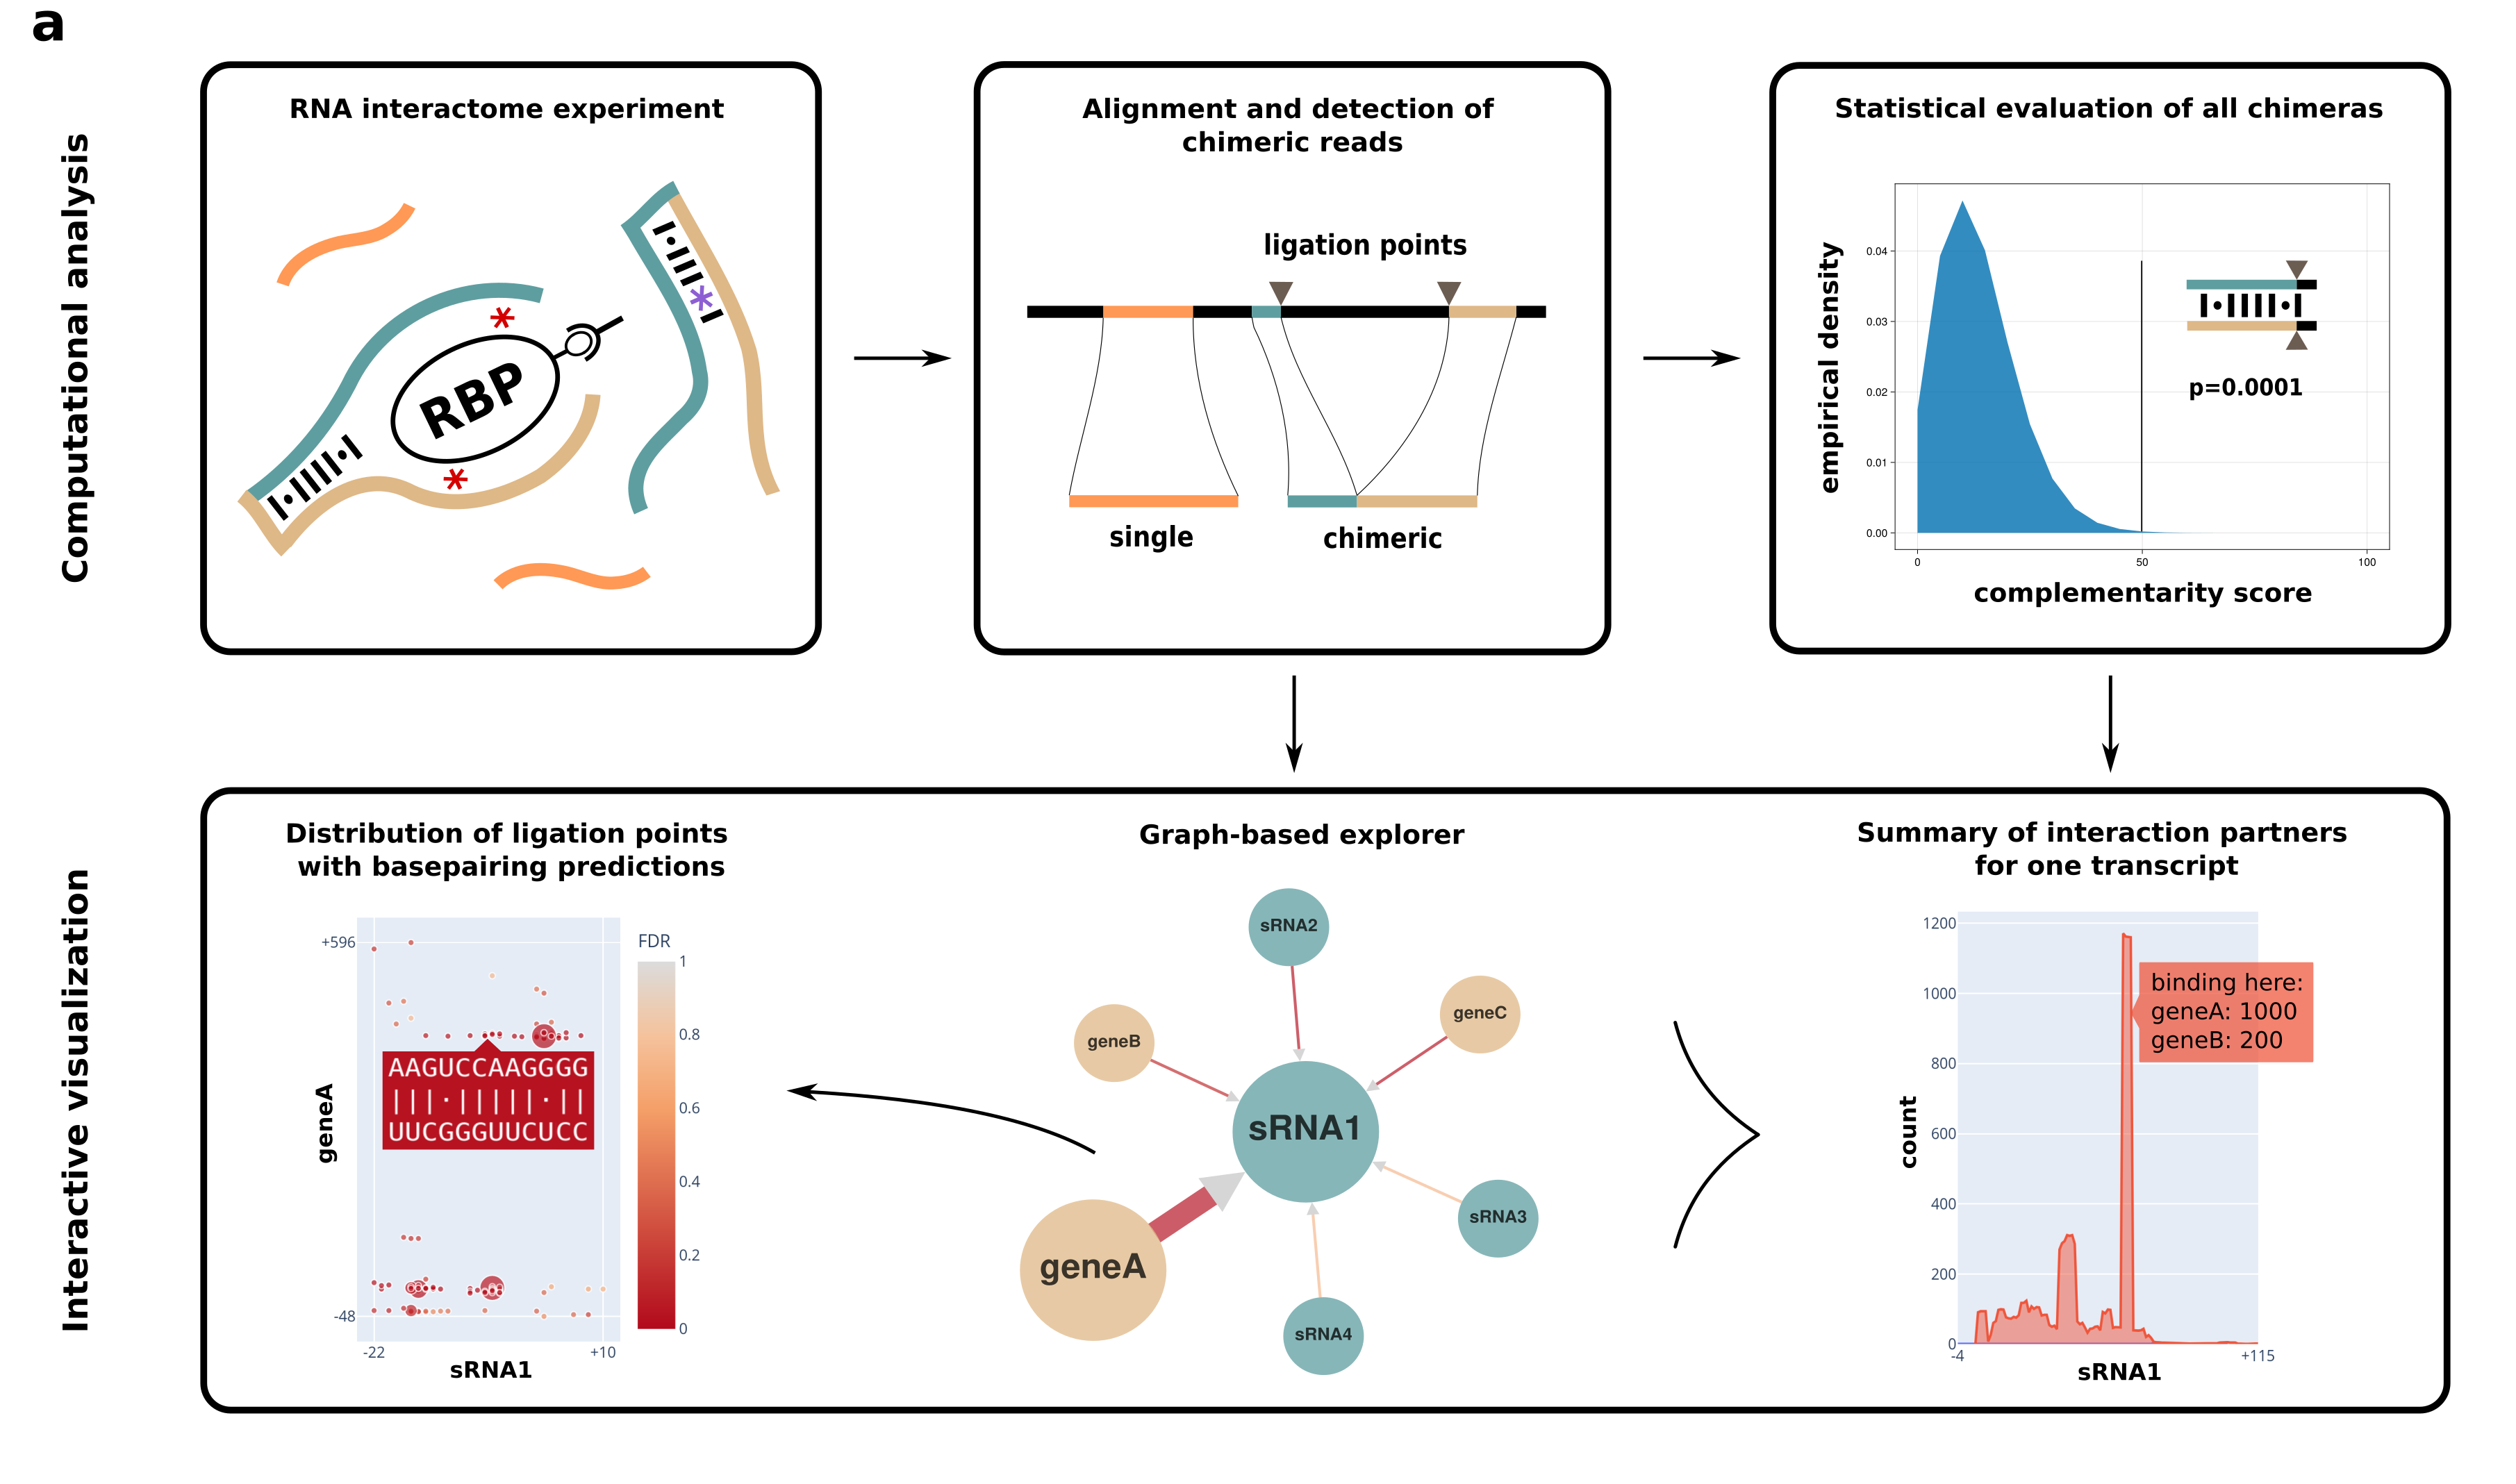 a
Computational analysis
RNA interactome experiment
RBP
Alignment and detection of
chimeric reads
ligation points
single
chimeric
Statistical evaluation of all chimeras
empirical density
0.04
0.03
0.02
0.01
0.00
p=0.0001
0
50
100
complementarity score
Interactive visualization
Distribution of ligation points
with basepairing predictions
geneA
+596
-48
AAGUCCAAGGGG
|||·|||||·||
UUCGGGUUCUCC
-22
+10
sRNA1
FDR
1
0.8
0.6
0.4
0.2
0
Graph-based explorer
sRNA2
geneC
geneB
sRNA1
sRNA3
geneA
sRNA4
Summary of interaction partners
for one transcript
count
1200
1000
800
600
400
200
0
binding here:
geneA: 1000
geneB: 200
-4
+115
sRNA1